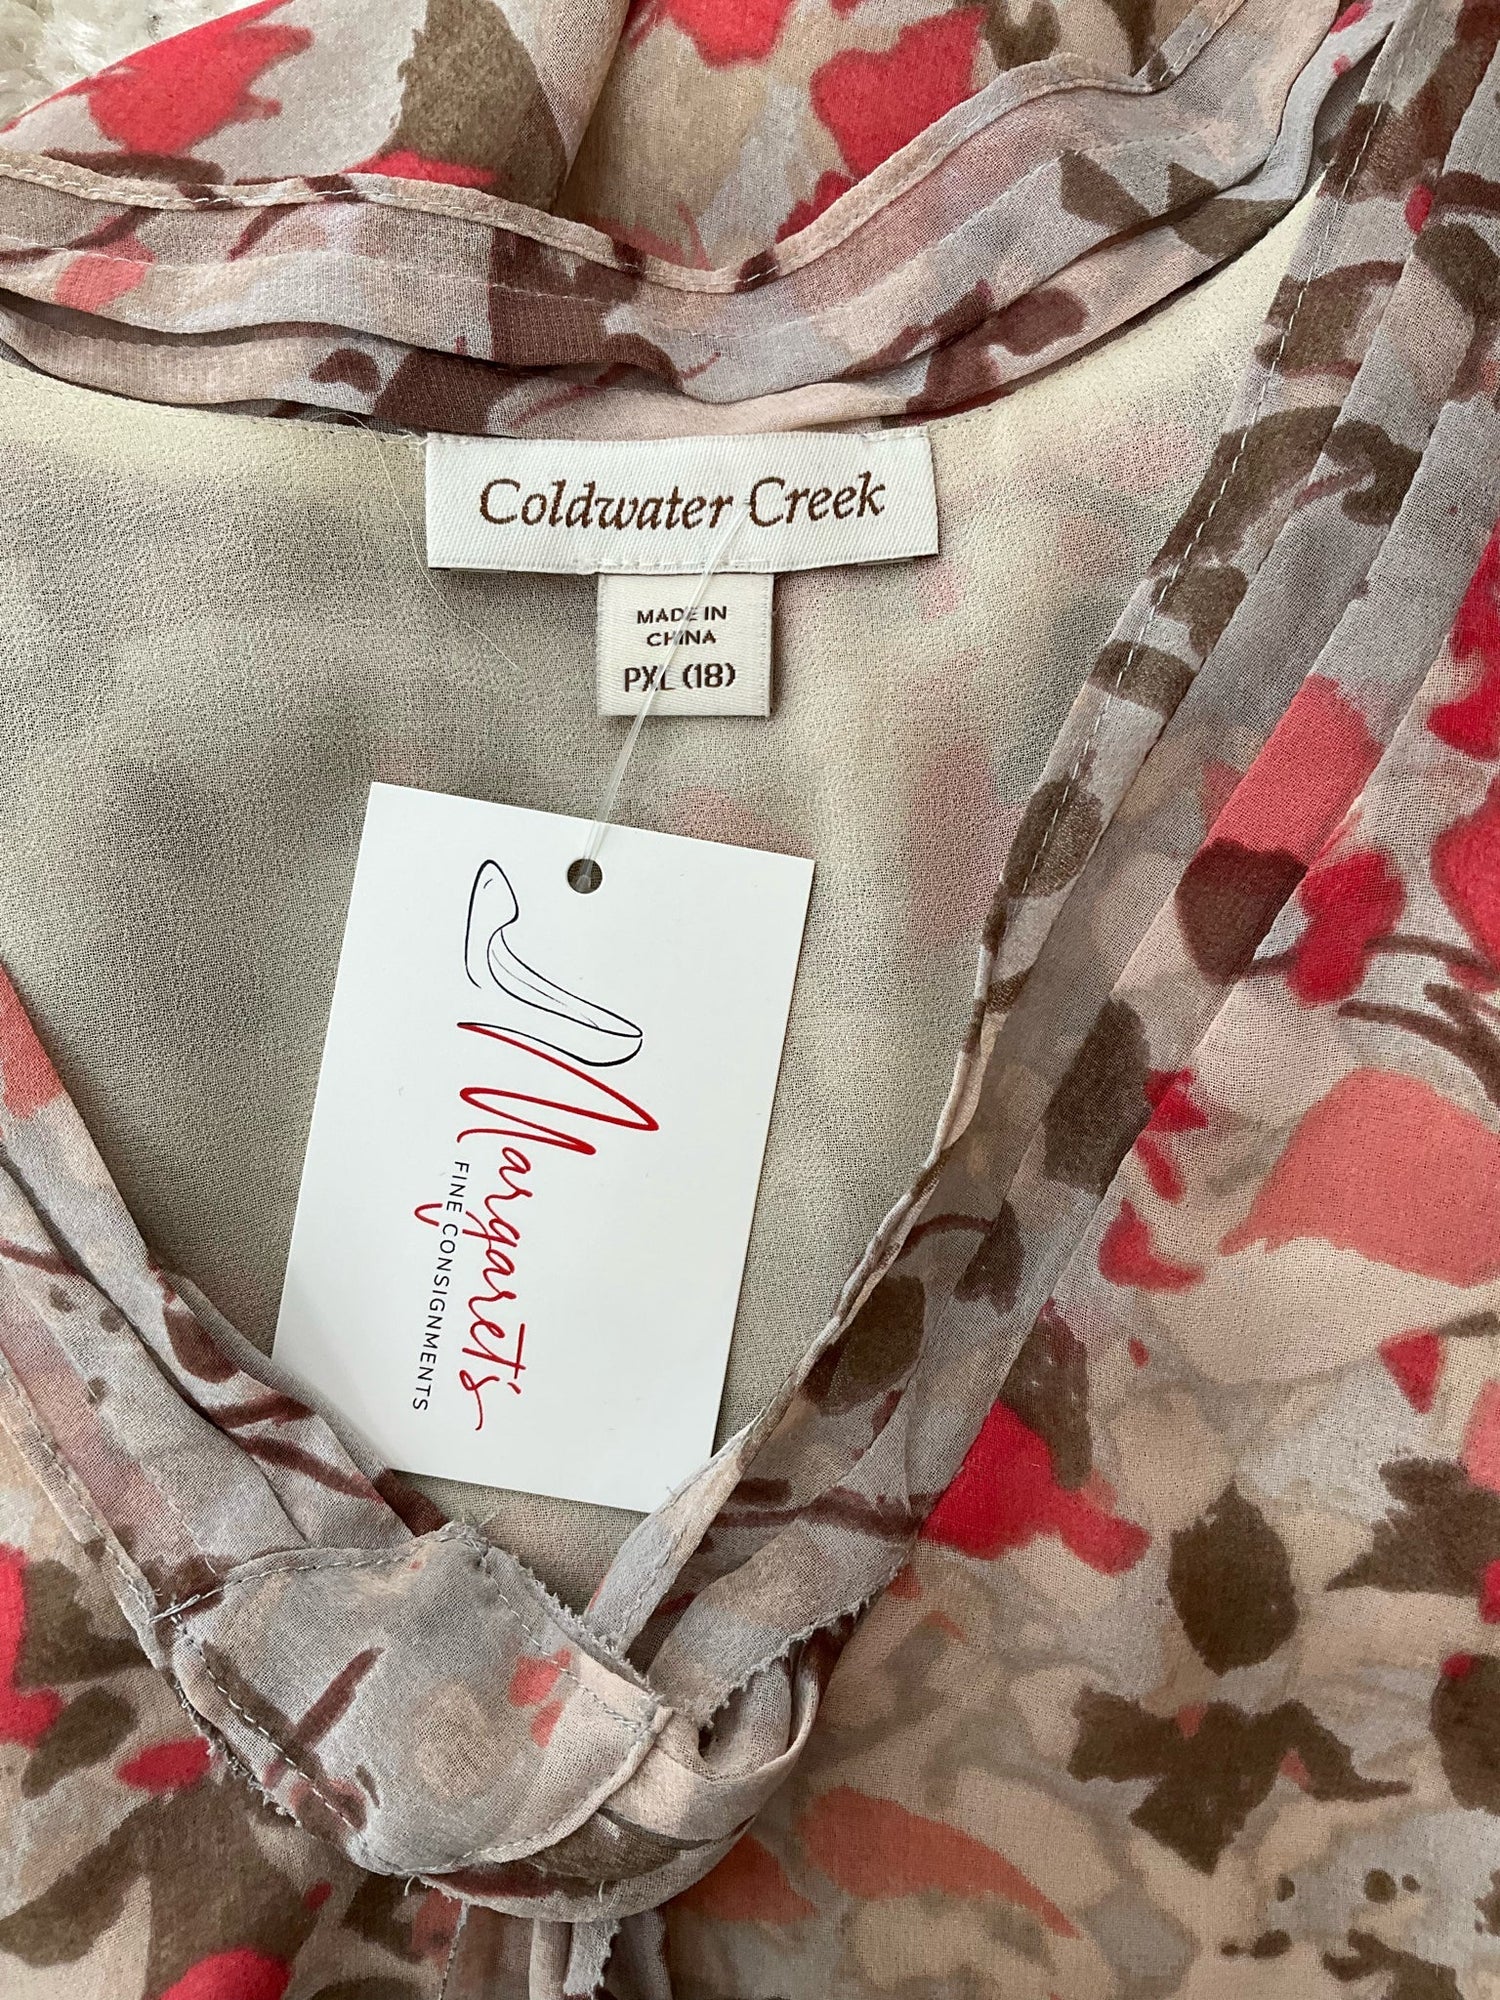 Coldwater Creek
MADE IN
CHINA
PXL (18)
Margaret's
FINE CONSIGNMENTS